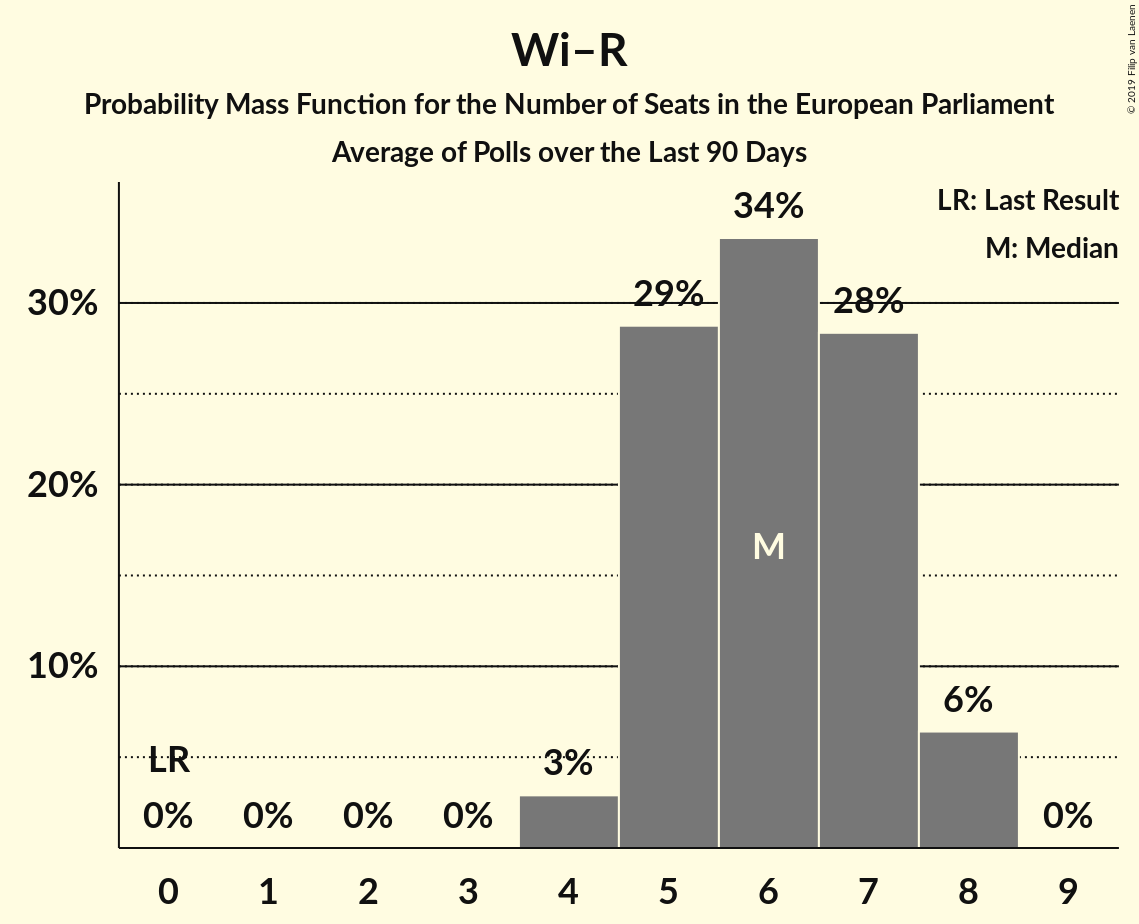 Wi–R
Probability Mass Function for the Number of Seats in the European Parliament
Average of Polls over the Last 90 Days
© 2019 Filip van Laenen
LR: Last Result
M: Median
34%
29%
28%
30%
20%
M
10%
6%
LR
3%
0%
0%
0%
0%
0%
0
1
2
3
4
5
6
7
8
9